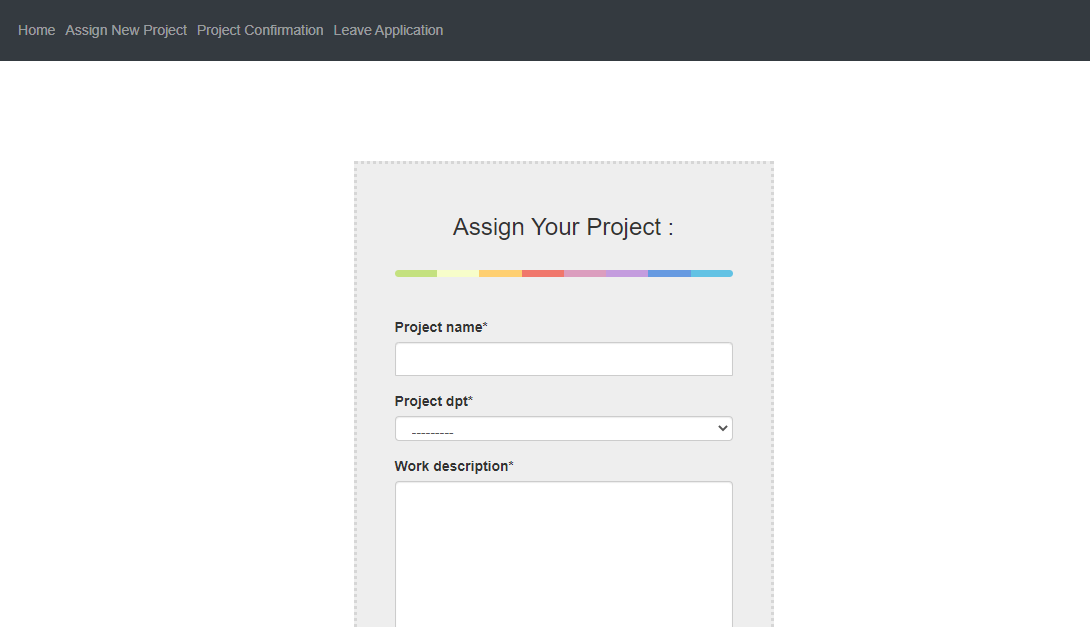 Home Assign New Project Project Confirmation Leave Application
Assign Your Project :
Project name*
Project dpt*
---------
Work description*